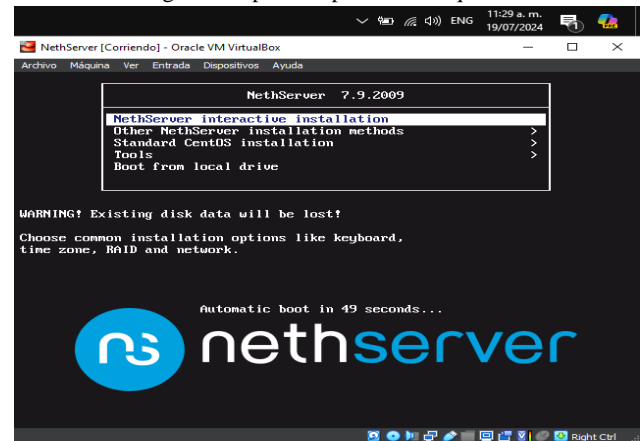 ENG
11:29 a. m.
19/07/2024
NethServer [Corriendo] - Oracle VM VirtualBox
Archivo Máquina Ver Entrada Dispositivos Ayuda
NethServer 7.9.2009
NethServer interactive installation
Other NethServer installation methods >
Standard CentOS installation >
Tools >
Boot from local drive
WARNING! Existing disk data will be lost!
Choose common installation options like keyboard,
time zone, RAID and network.
Automatic boot in 49 seconds...
ns nethserver
Right Ctrl